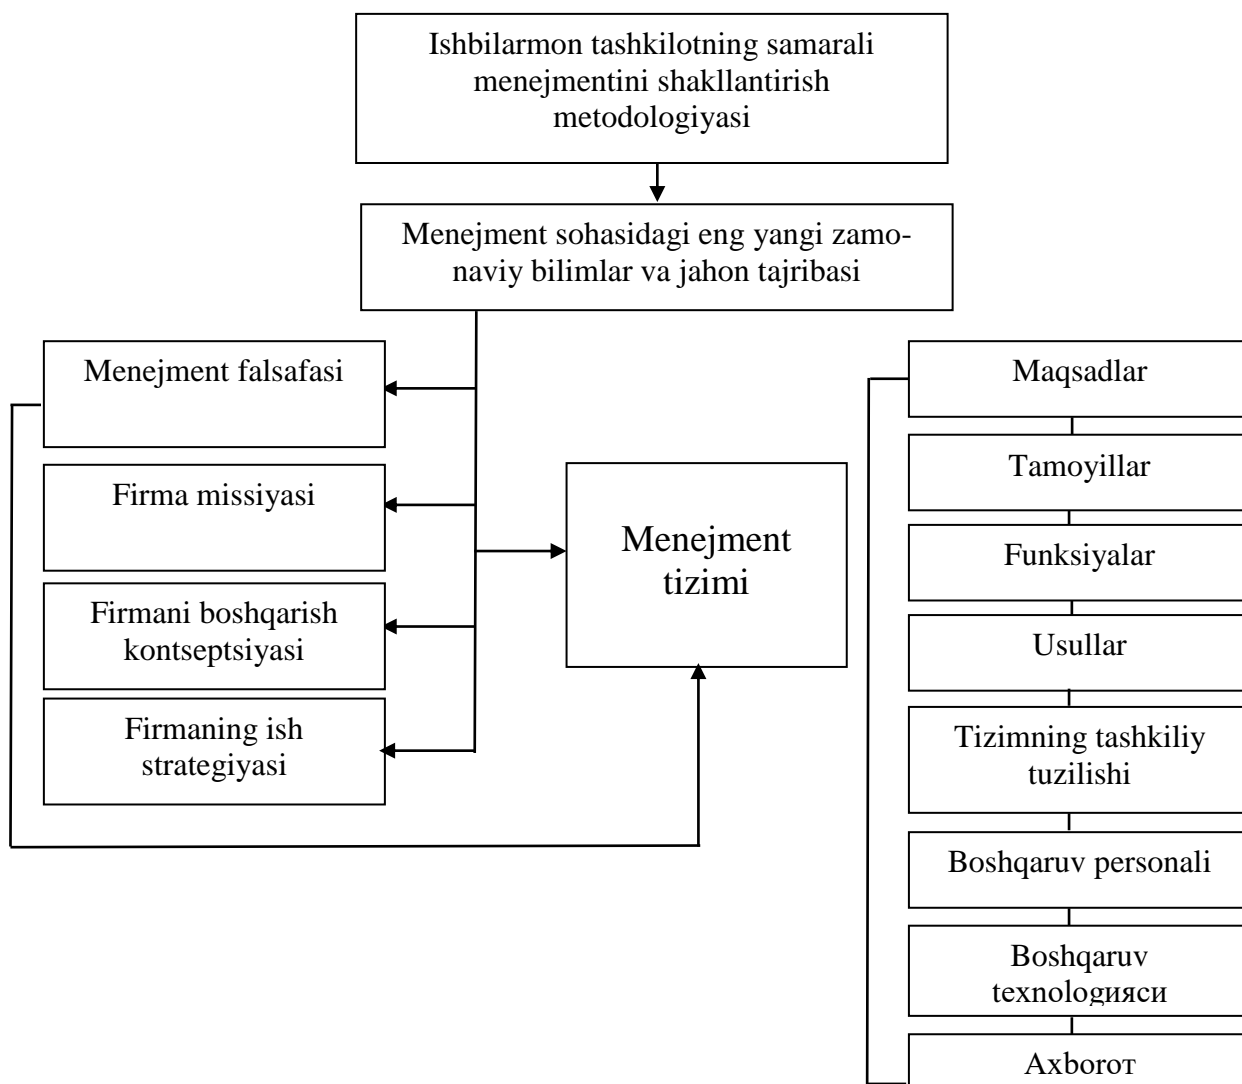 Ishbilarmon tashkilotning samarali
menejmentini shakllantirish
metodologiyasi
Menejment sohasidagi eng yangi zamo-
naviy bilimlar va jahon tajribasi
Menejment falsafasi
Firma missiyasi
Firmani boshqarish
kontseptsiyasi
Firmaning ish
strategiyasi
Menejment
tizimi
Maqsadlar
Tamoyillar
Funksiyalar
Usullar
Tizimning tashkiliy
tuzilishi
Boshqaruv personali
Boshqaruv
texnologияси
Axboroт